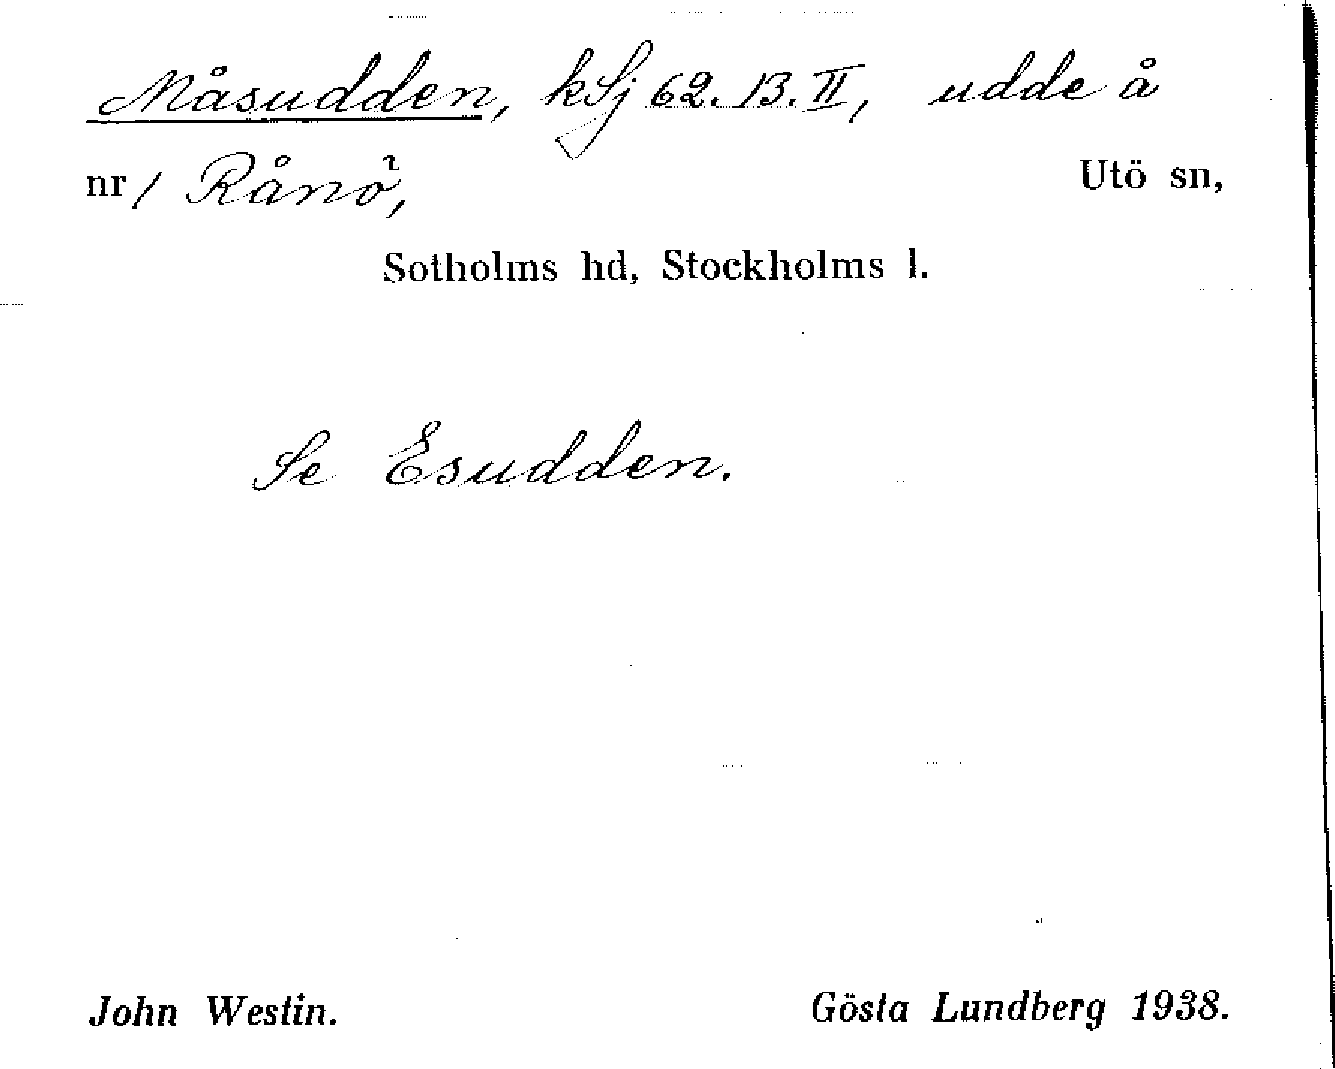 Måsudden, kSj 62. 13. II, udde å
nr / Rånö, Utö sn,
Sotholms hd, Stockholms l.
Se Esudden.
John Westin. Gösta Lundberg 1938.